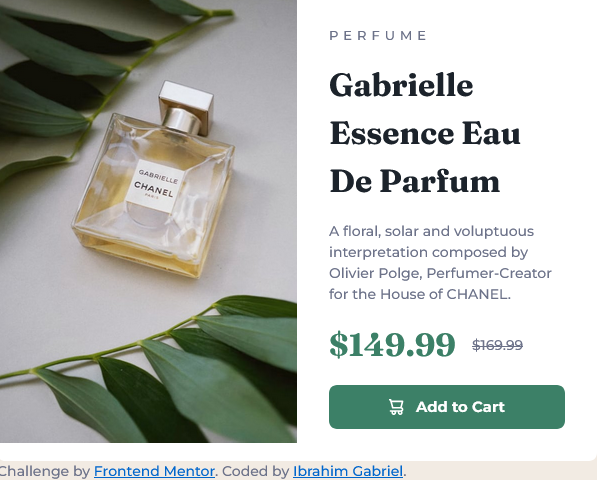 GABRIELLE
CHANEL
PARIS
PERFUME
Gabrielle
Essence Eau
De Parfum
A floral, solar and voluptuous
interpretation composed by
Olivier Polge, Perfumer-Creator
for the House of CHANEL.
$149.99 $169.99
Add to Cart
Challenge by Frontend Mentor. Coded by Ibrahim Gabriel.